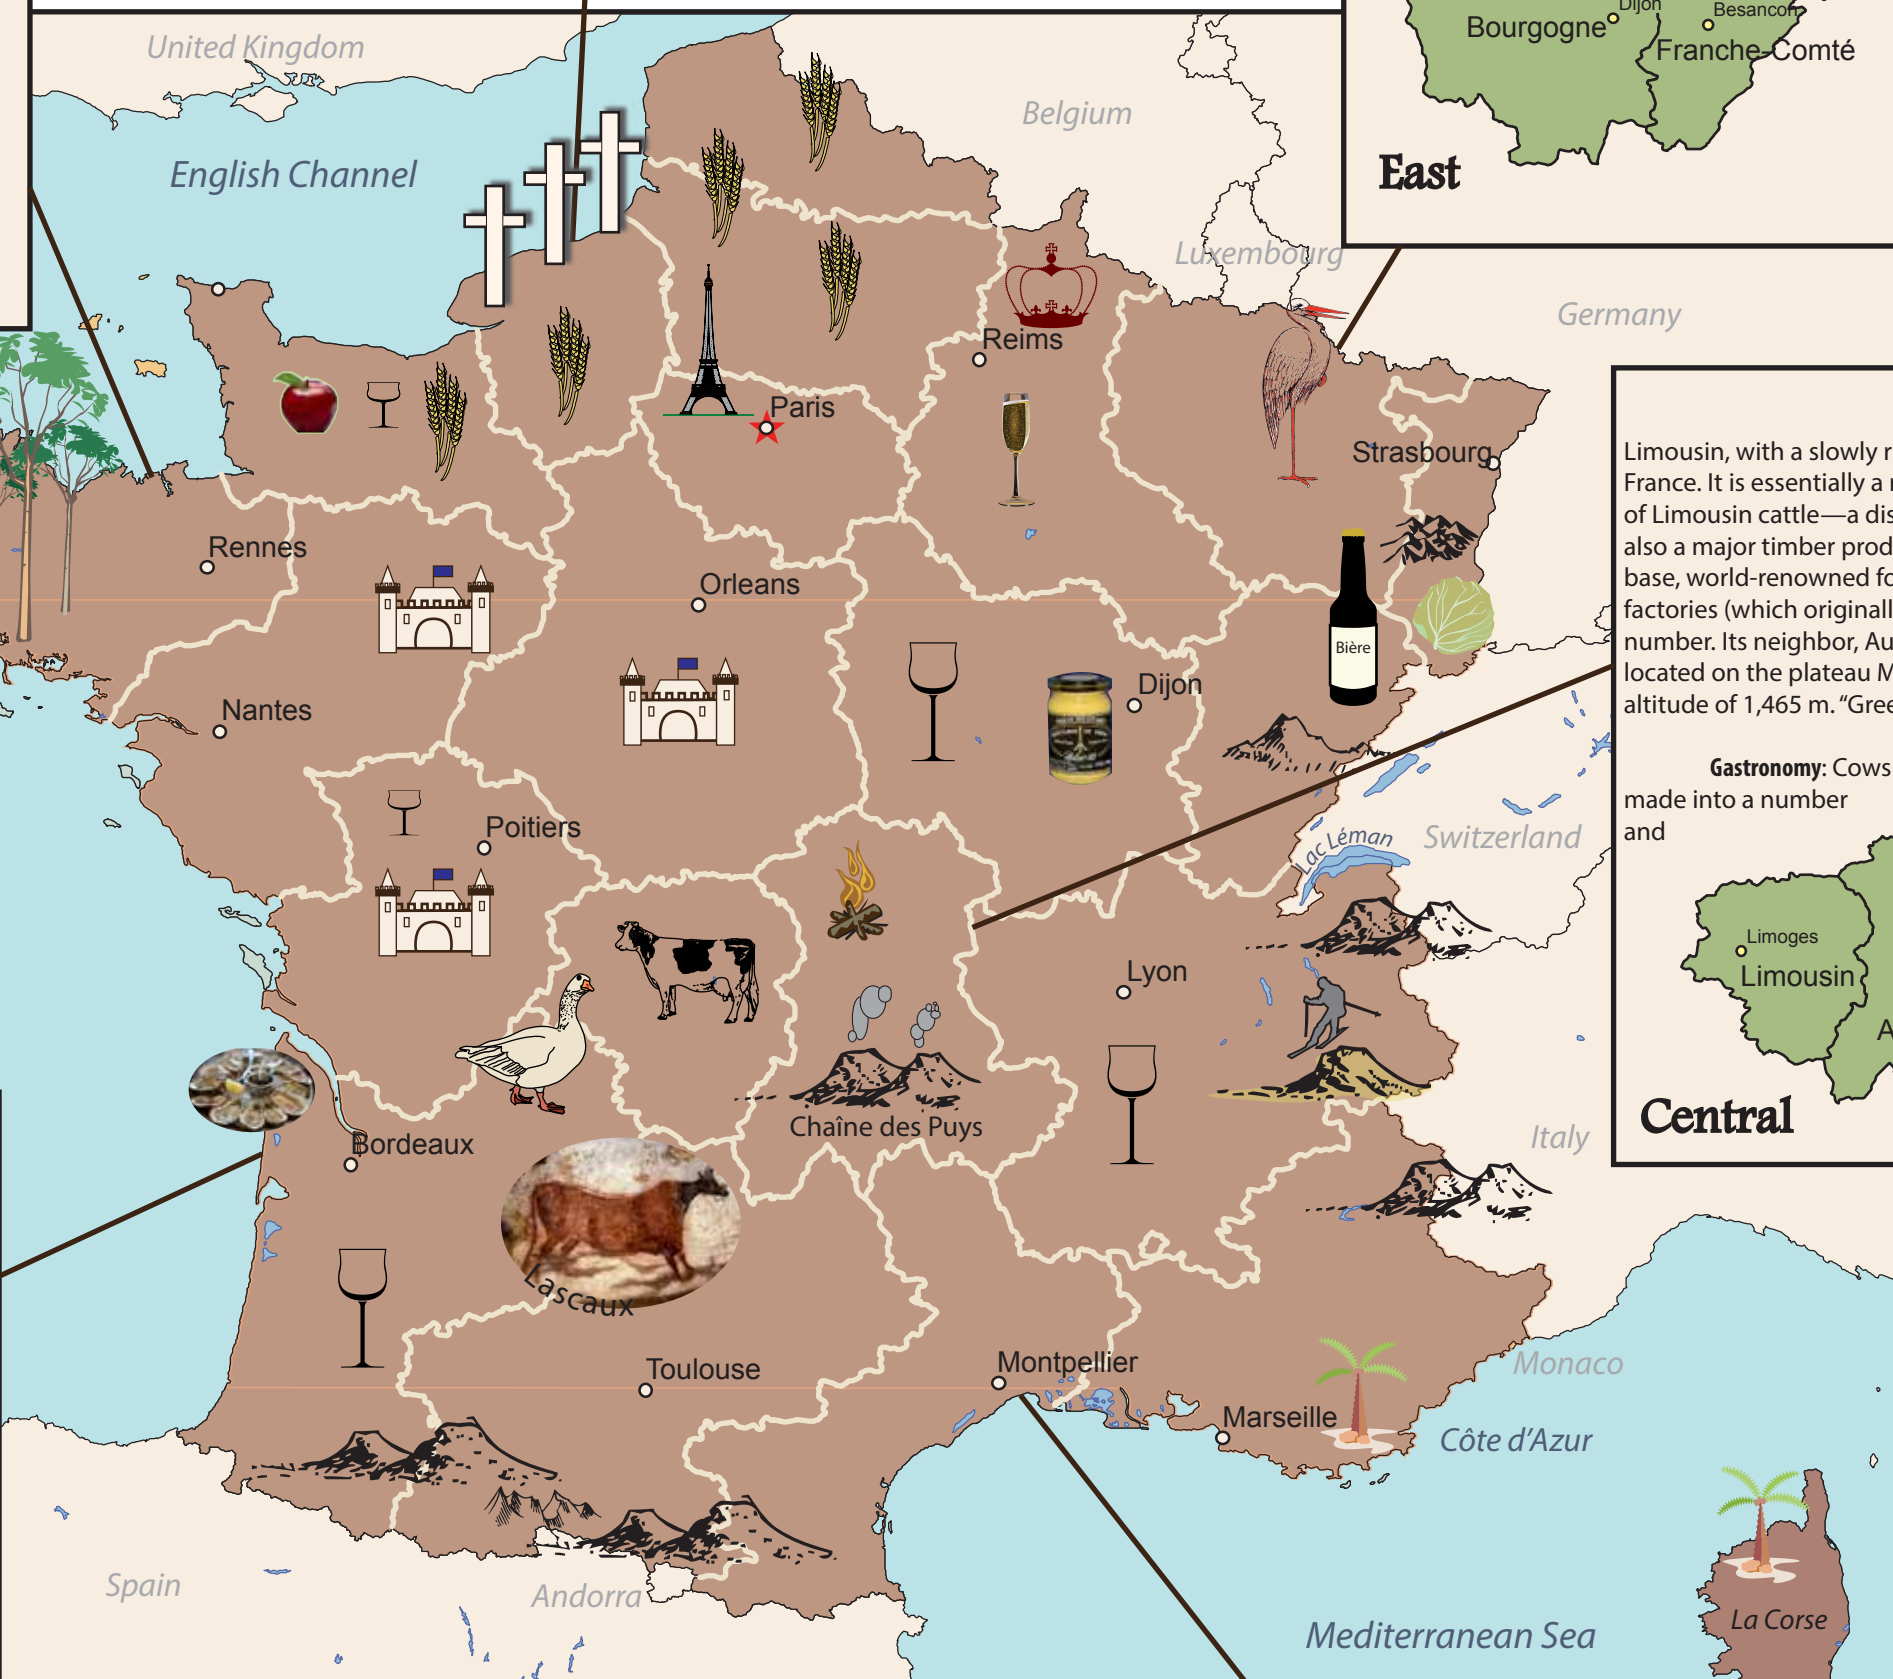 United Kingdom
English Channel
Belgium
Luxembourg
Germany
Dijon
Besancon
Bourgogne
Franche-Comté
East
Reims
Paris
Strasbourg
Rennes
Orleans
Bière
Nantes
Dijon
Poitiers
Lac Léman
Switzerland
Lyon
Chaîne des Puys
Bordeaux
Lascaux
Italy
Toulouse
Montpellier
Marseille
Monaco
Côte d'Azur
Spain
Andorra
Mediterranean Sea
La Corse
Limousin, with a slowly r
France. It is essentially a
of Limousin cattle—a dis
also a major timber prod
base, world-renowned fo
factories (which originall
number. Its neighbor, Au
located on the plateau M
altitude of 1,465 m. “Gree
Gastronomy: Cows
made into a number
and
Limoges
Limousin
A
Central